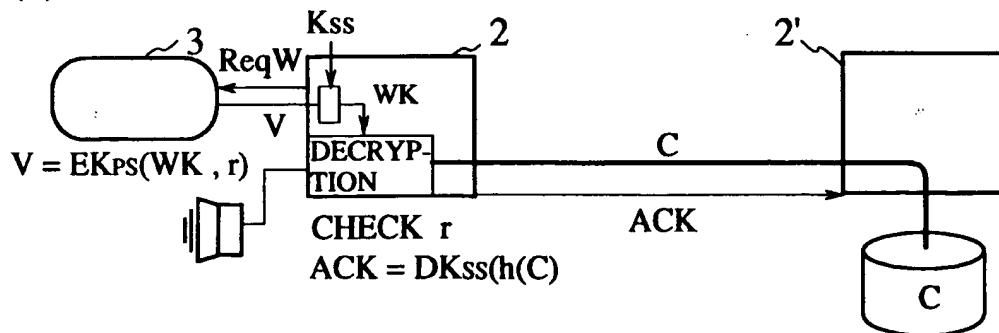 3
ReqW
Kss
2
2'
WK
V
V = EKPS(WK , r)
DECRYP-
TION
C
ACK
CHECK r
ACK = DKss(h(C)
C